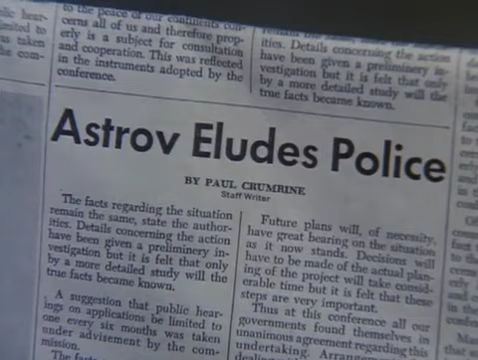 to the peace of our continents con-
cerns all of us and therefore prop-
erly is a subject for consultation
and cooperation. This was reflected
in the instruments adopted by the
conference.
ities. Details concerning the action
have been given a preliminary in-
vestigation but it is felt that only
by a more detailed study will the
true facts became known.
Astrov Eludes Police
BY PAUL CRUMRINE
Staff Writer
The facts regarding the situation
remain the same, state the author-
ities. Details concerning the action
have been given a preliminary in-
vestigation but it is felt that only
by a more detailed study will the
true facts became known.
A suggestion that public hear-
ings on applications be limited to
one every six months was taken
under advisement by the com-
mission.
The facts
Future plans will, of necessity,
have great bearing on the situation
as it now stands. Decisions will
have to be made of the actual plan-
ing of the project will take consid-
erable time but it is felt that these
steps are very important.
Thus at this conference all our
governments found themselves in
unanimous agreement regarding the
undertaking.